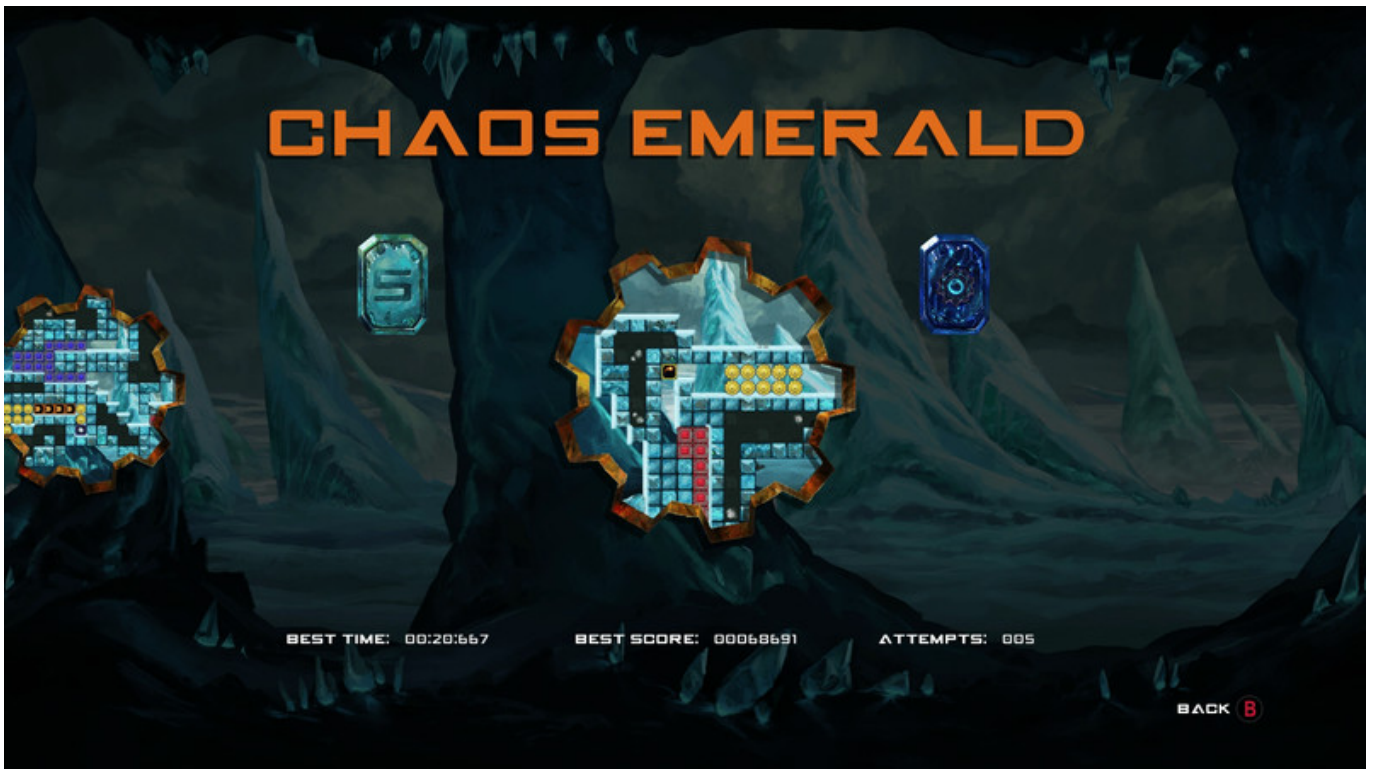 CHAOS EMERALD
S
BEST TIME: 00:20:667 BEST SCORE: 00068691 ATTEMPTS: 005
BACK B